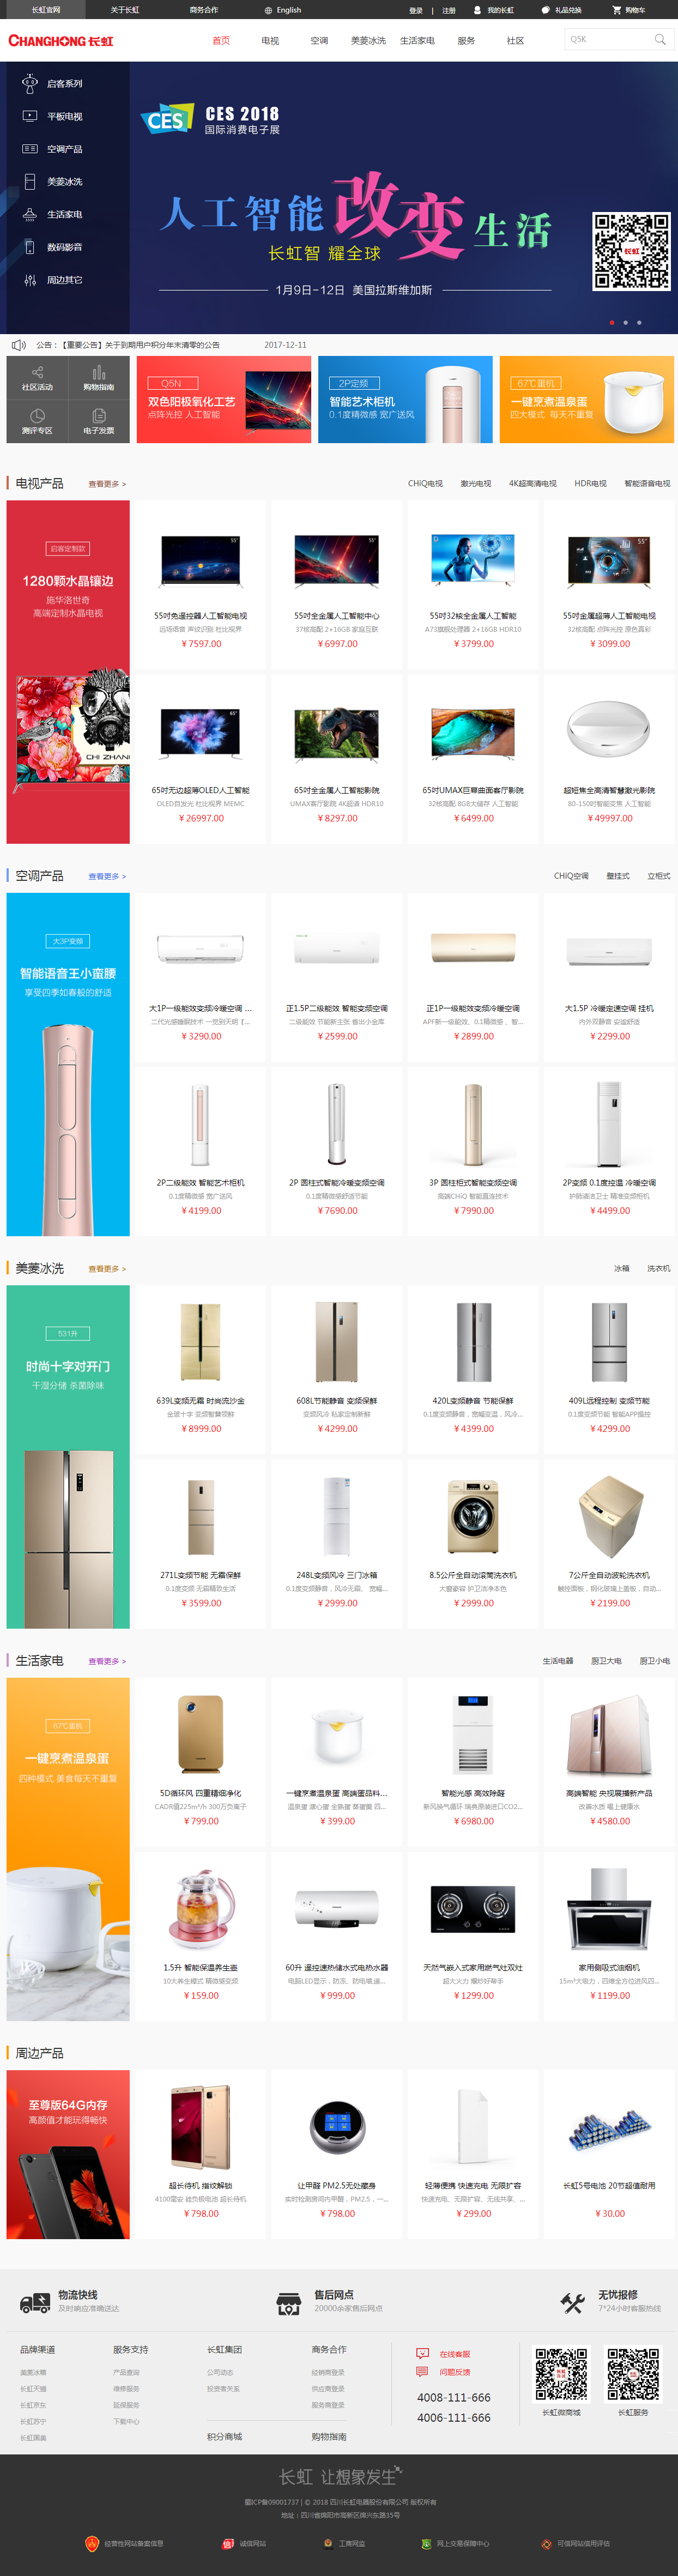 长虹官网 关于长虹 商务合作 English 登录 | 注册 我的长虹 礼品兑换 购物车
CHANGHONG 长虹 首页 电视 空调 美菱冰洗 生活家电 服务 社区 Q5K
启客系列
平板电视
空调产品
美菱冰洗
生活家电
数码影音
周边其它
CES CES 2018
国际消费电子展
人工智能改变生活
长虹智 耀全球
1月9日-12日 美国拉斯维加斯
公告：【重要公告】关于到期用户积分年末清零的公告 2017-12-11
社区活动 购物指南
测评专区 电子发票
Q5N
双色阳极氧化工艺
点阵光控 人工智能
2P定频
智能艺术柜机
0.1度精微感 宽广送风
67℃蛋机
一键烹煮温泉蛋
四大模式 每天不重复
电视产品 查看更多 > CHiQ电视 激光电视 4K超高清电视 HDR电视 智能语音电视
启客定制款
1280颗水晶镶边
施华洛世奇
高端定制水晶电视
55吋免遥控器人工智能电视 55吋全金属人工智能中心 55吋32核全金属人工智能 55吋金属超薄人工智能电视
远场语音 声纹识别 杜比视界 37核高配 2+16GB 家庭互联 A73旗舰处理器 2+16GB HDR10 32核高配 点阵光控 原色真彩
¥ 7597.00 ¥ 6997.00 ¥ 3799.00 ¥ 3099.00
65吋无边超薄OLED人工智能 65吋全金属人工智能影院 65吋UMAX巨幕曲面客厅影院 超短焦全高清智慧激光影院
OLED自发光 杜比视界 MEMC UMAX客厅影院 4K超清 HDR10 32核高配 8GB大储存 人工智能 80-150吋智能变焦 人工智能
¥ 26997.00 ¥ 8297.00 ¥ 6499.00 ¥ 49997.00
空调产品 查看更多 > CHiQ空调 壁挂式 立柜式
大3P变频
智能语音王小蛮腰
享受四季如春般的舒适
大1P一级能效变频冷暖空调 ... 正1.5P二级能效 智能变频空调 正1P一级能效变频冷暖空调 大1.5P 冷暖定速空调 挂机
二代光感睡眠技术 一觉到天明【... 二级能效 节能新主张 省出小金库 APF新一级能效、0.1精微感 、智... 内外双静音 安逸舒适
¥ 3290.00 ¥ 2599.00 ¥ 2899.00 ¥ 2299.00
2P二级能效 智能艺术柜机 2P 圆柱式智能冷暖变频空调 3P 圆柱柜式智能变频空调 2P变频 0.1度控温 冷暖空调
0.1度精微感 宽广送风 0.1度精微感舒适节能 高端CHiQ 智能直连技术 护肺清洁卫士 精准变频柜机
¥ 4199.00 ¥ 7690.00 ¥ 7990.00 ¥ 4499.00
美菱冰洗 查看更多 > 冰箱 洗衣机
531升
时尚十字对开门
干湿分储 杀菌除味
639L变频无霜 时尚流沙金 608L节能静音 变频保鲜 420L变频静音 节能保鲜 409L远程控制 变频节能
金玻十字 变频智慧领鲜 变频风冷 私家定制新鲜 0.1度变频静音，宽幅变温，风冷... 0.1度变频节能 智能APP操控
¥ 8999.00 ¥ 4299.00 ¥ 4399.00 ¥ 4299.00
271L变频节能 无霜保鲜 248L变频风冷 三门冰箱 8.5公斤全自动滚筒洗衣机 7公斤全自动波轮洗衣机
0.1度变频 无霜精致生活 0.1度变频静音，风冷无霜、 宽幅... 大容豪容 护卫洁净本色 触控面板，钢化玻璃上盖板，自动...
¥ 3599.00 ¥ 2999.00 ¥ 2999.00 ¥ 2199.00
生活家电 查看更多 > 生活电器 厨卫大电 厨卫小电
67℃蛋机
一键烹煮温泉蛋
四种模式 美食每天不重复
5D循环风 四重精细净化 一键烹煮温泉蛋 高端蛋品料... 智能光感 高效除醛 高端智能 央视展播新产品
CADR值225m³/h 300万负离子 温泉蛋 溏心蛋 全熟蛋 蒸蛋羹 四... 新风换气循环 瑞典原装进口CO2... 改善水质 喝上健康水
¥ 799.00 ¥ 399.00 ¥ 6980.00 ¥ 4580.00
1.5升 智能保温养生壶 60升 遥控速热储水式电热水器 天然气嵌入式家用燃气灶双灶 家用侧吸式油烟机
10大养生模式 精微感变频 电脑LED显示，防冻、防电墙,遥... 超大火力 爆炒好帮手 15m³大吸力，四维全方位进风四...
¥ 159.00 ¥ 999.00 ¥ 1299.00 ¥ 1199.00
周边产品
至尊版64G内存
高颜值才能玩得畅快
超长待机 指纹解锁 让甲醛 PM2.5无处藏身 轻薄便携 快速充电 无限扩容 长虹5号电池 20节超值耐用
4100毫安 硅负极电池 超长待机 实时检测房间内甲醛，PM2.5，一... 快速充电、无限扩容、无线共享、...
¥ 798.00 ¥ 798.00 ¥ 299.00 ¥ 30.00
物流快线 售后网点 无忧报修
及时响应准确送达 20000余家售后网点 7*24小时客服热线
品牌渠道 服务支持 长虹集团 商务合作 在线客服
美菱冰箱 产品查询 公司动态 经销商登录 问题反馈
长虹天猫 维修服务 投资者关系 供应商登录
长虹京东 延保服务 服务商登录 4008-111-666
长虹苏宁 下载中心 4006-111-666 长虹微商城 长虹服务
长虹国美 积分商城 购物指南
长虹 让想象发生
蜀ICP备09001737 | © 2018 四川长虹电器股份有限公司 版权所有
地址：四川省绵阳市高新区绵兴东路35号
经营性网站备案信息 诚信网站 工商网监 网上交易保障中心 可信网站信用评估